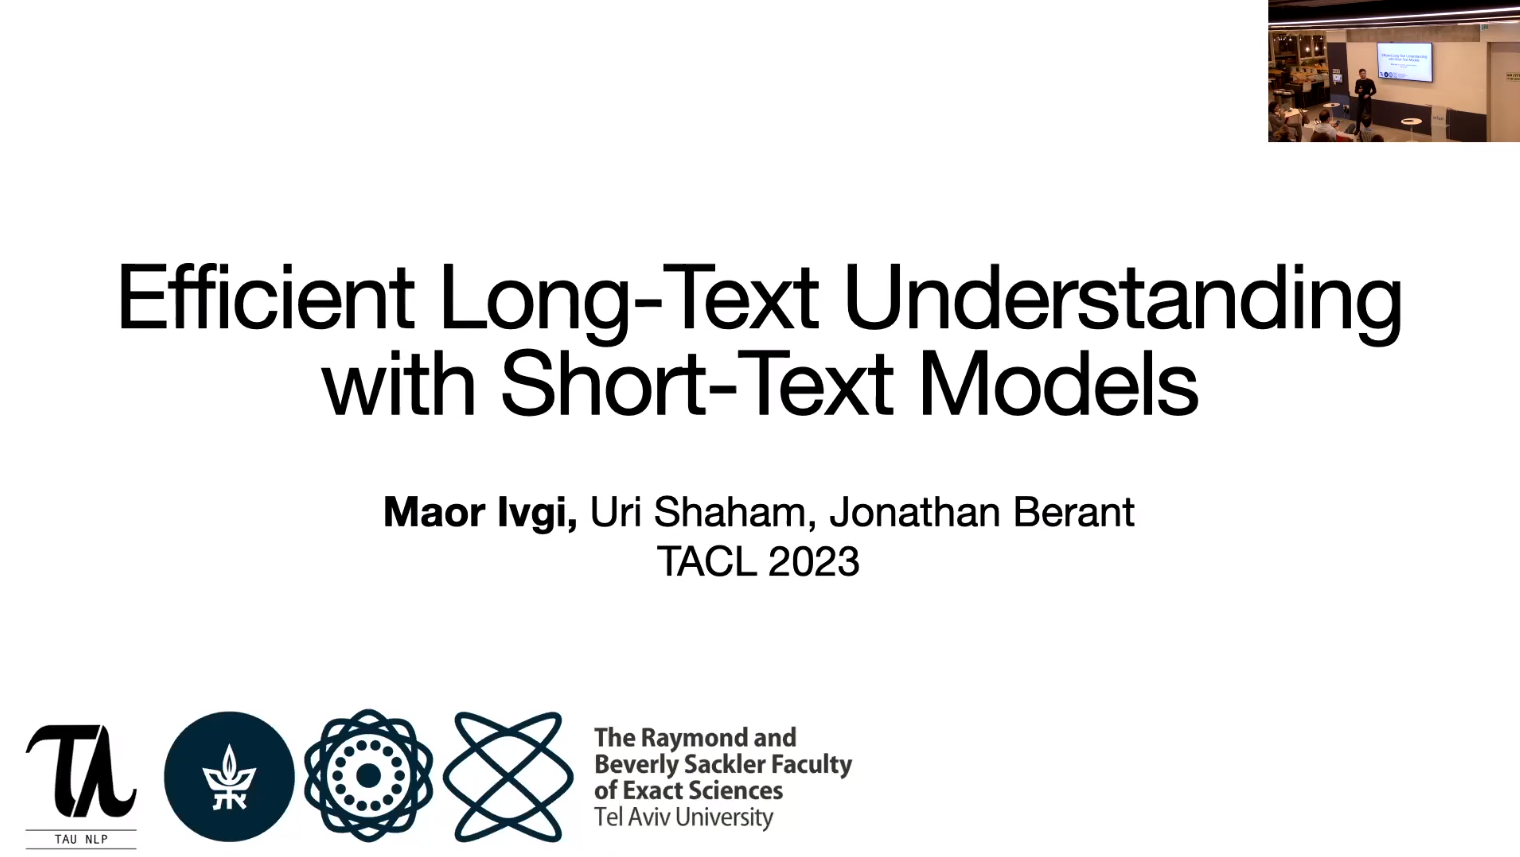 Efficient Long-Text Understanding
with Short-Text Models
Maor Ivgi, Uri Shaham, Jonathan Berant
TACL 2023
TAU NLP
The Raymond and
Beverly Sackler Faculty
of Exact Sciences
Tel Aviv University